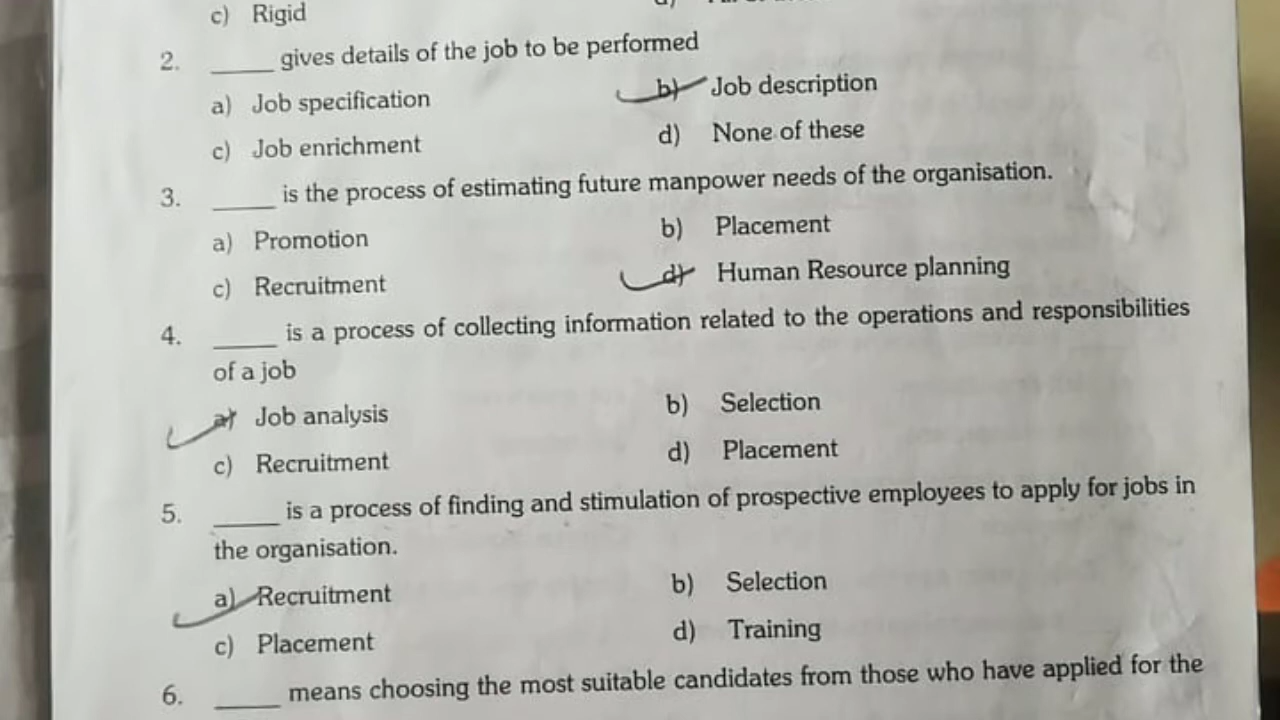 c) Rigid
2. _____ gives details of the job to be performed
a) Job specification b) Job description
c) Job enrichment d) None of these
3. _____ is the process of estimating future manpower needs of the organisation.
a) Promotion b) Placement
c) Recruitment d) Human Resource planning
4. _____ is a process of collecting information related to the operations and responsibilities
of a job
a) Job analysis b) Selection
c) Recruitment d) Placement
5. _____ is a process of finding and stimulation of prospective employees to apply for jobs in
the organisation.
a) Recruitment b) Selection
c) Placement d) Training
6. _____ means choosing the most suitable candidates from those who have applied for the